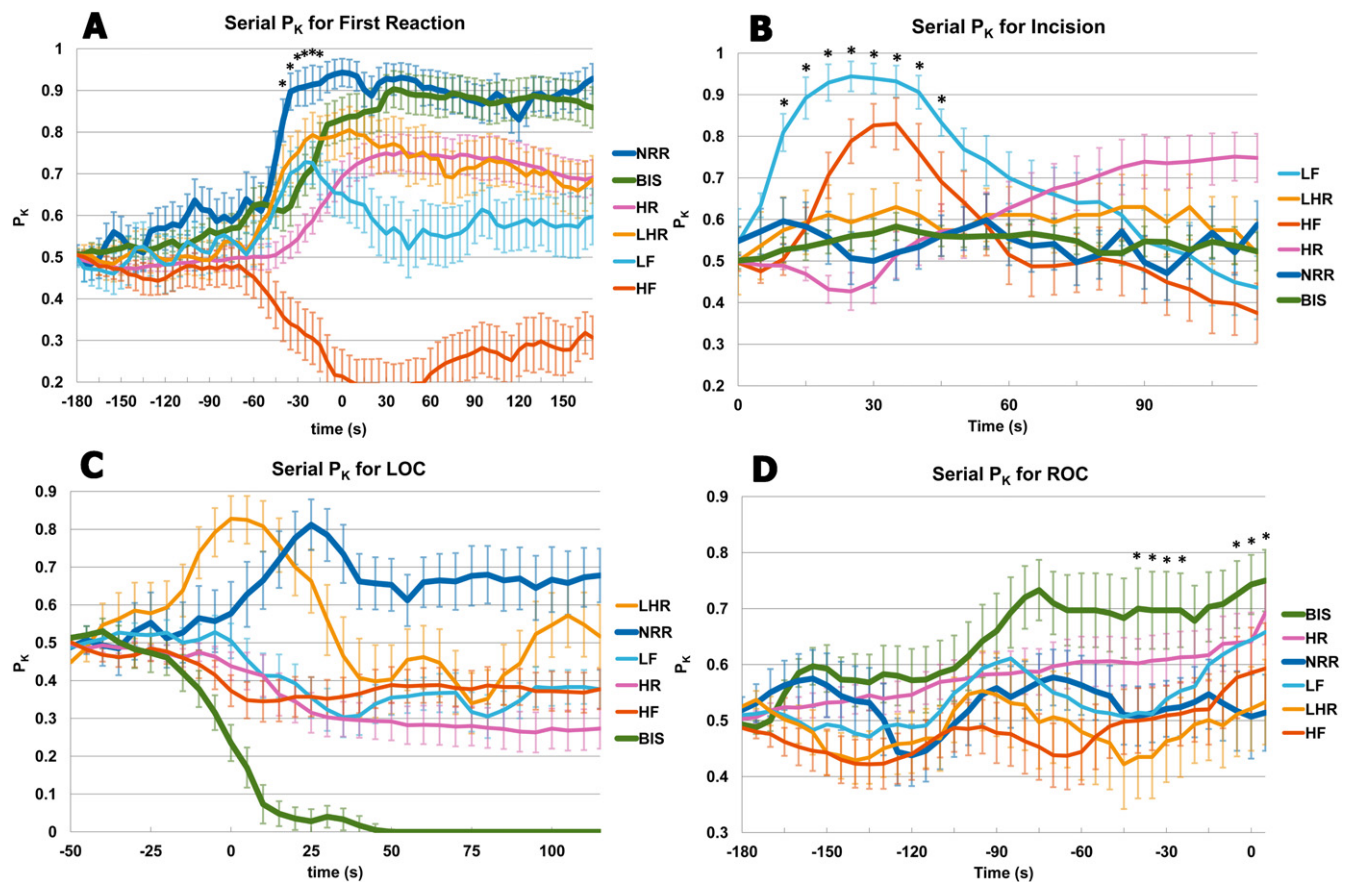 A
Serial PK for First Reaction
PK
1
0.9
0.8
0.7
0.6
0.5
0.4
0.3
0.2
* * * * * *
-180 -150 -120 -90 -60 -30 0 30 60 90 120 150
time (s)
NRR
BIS
HR
LHR
LF
HF
B
Serial PK for Incision
PK
1
0.9
0.8
0.7
0.6
0.5
0.4
0.3
0.2
* * * * * * * *
0 30 60 90
Time (s)
LF
LHR
HF
HR
NRR
BIS
C
Serial PK for LOC
PK
0.9
0.8
0.7
0.6
0.5
0.4
0.3
0.2
0.1
0
-50 -25 0 25 50 75 100
time (s)
LHR
NRR
LF
HR
HF
BIS
D
Serial PK for ROC
PK
0.9
0.8
0.7
0.6
0.5
0.4
0.3
* * * * * * *
-180 -150 -120 -90 -60 -30 0
Time (s)
BIS
HR
NRR
LF
LHR
HF